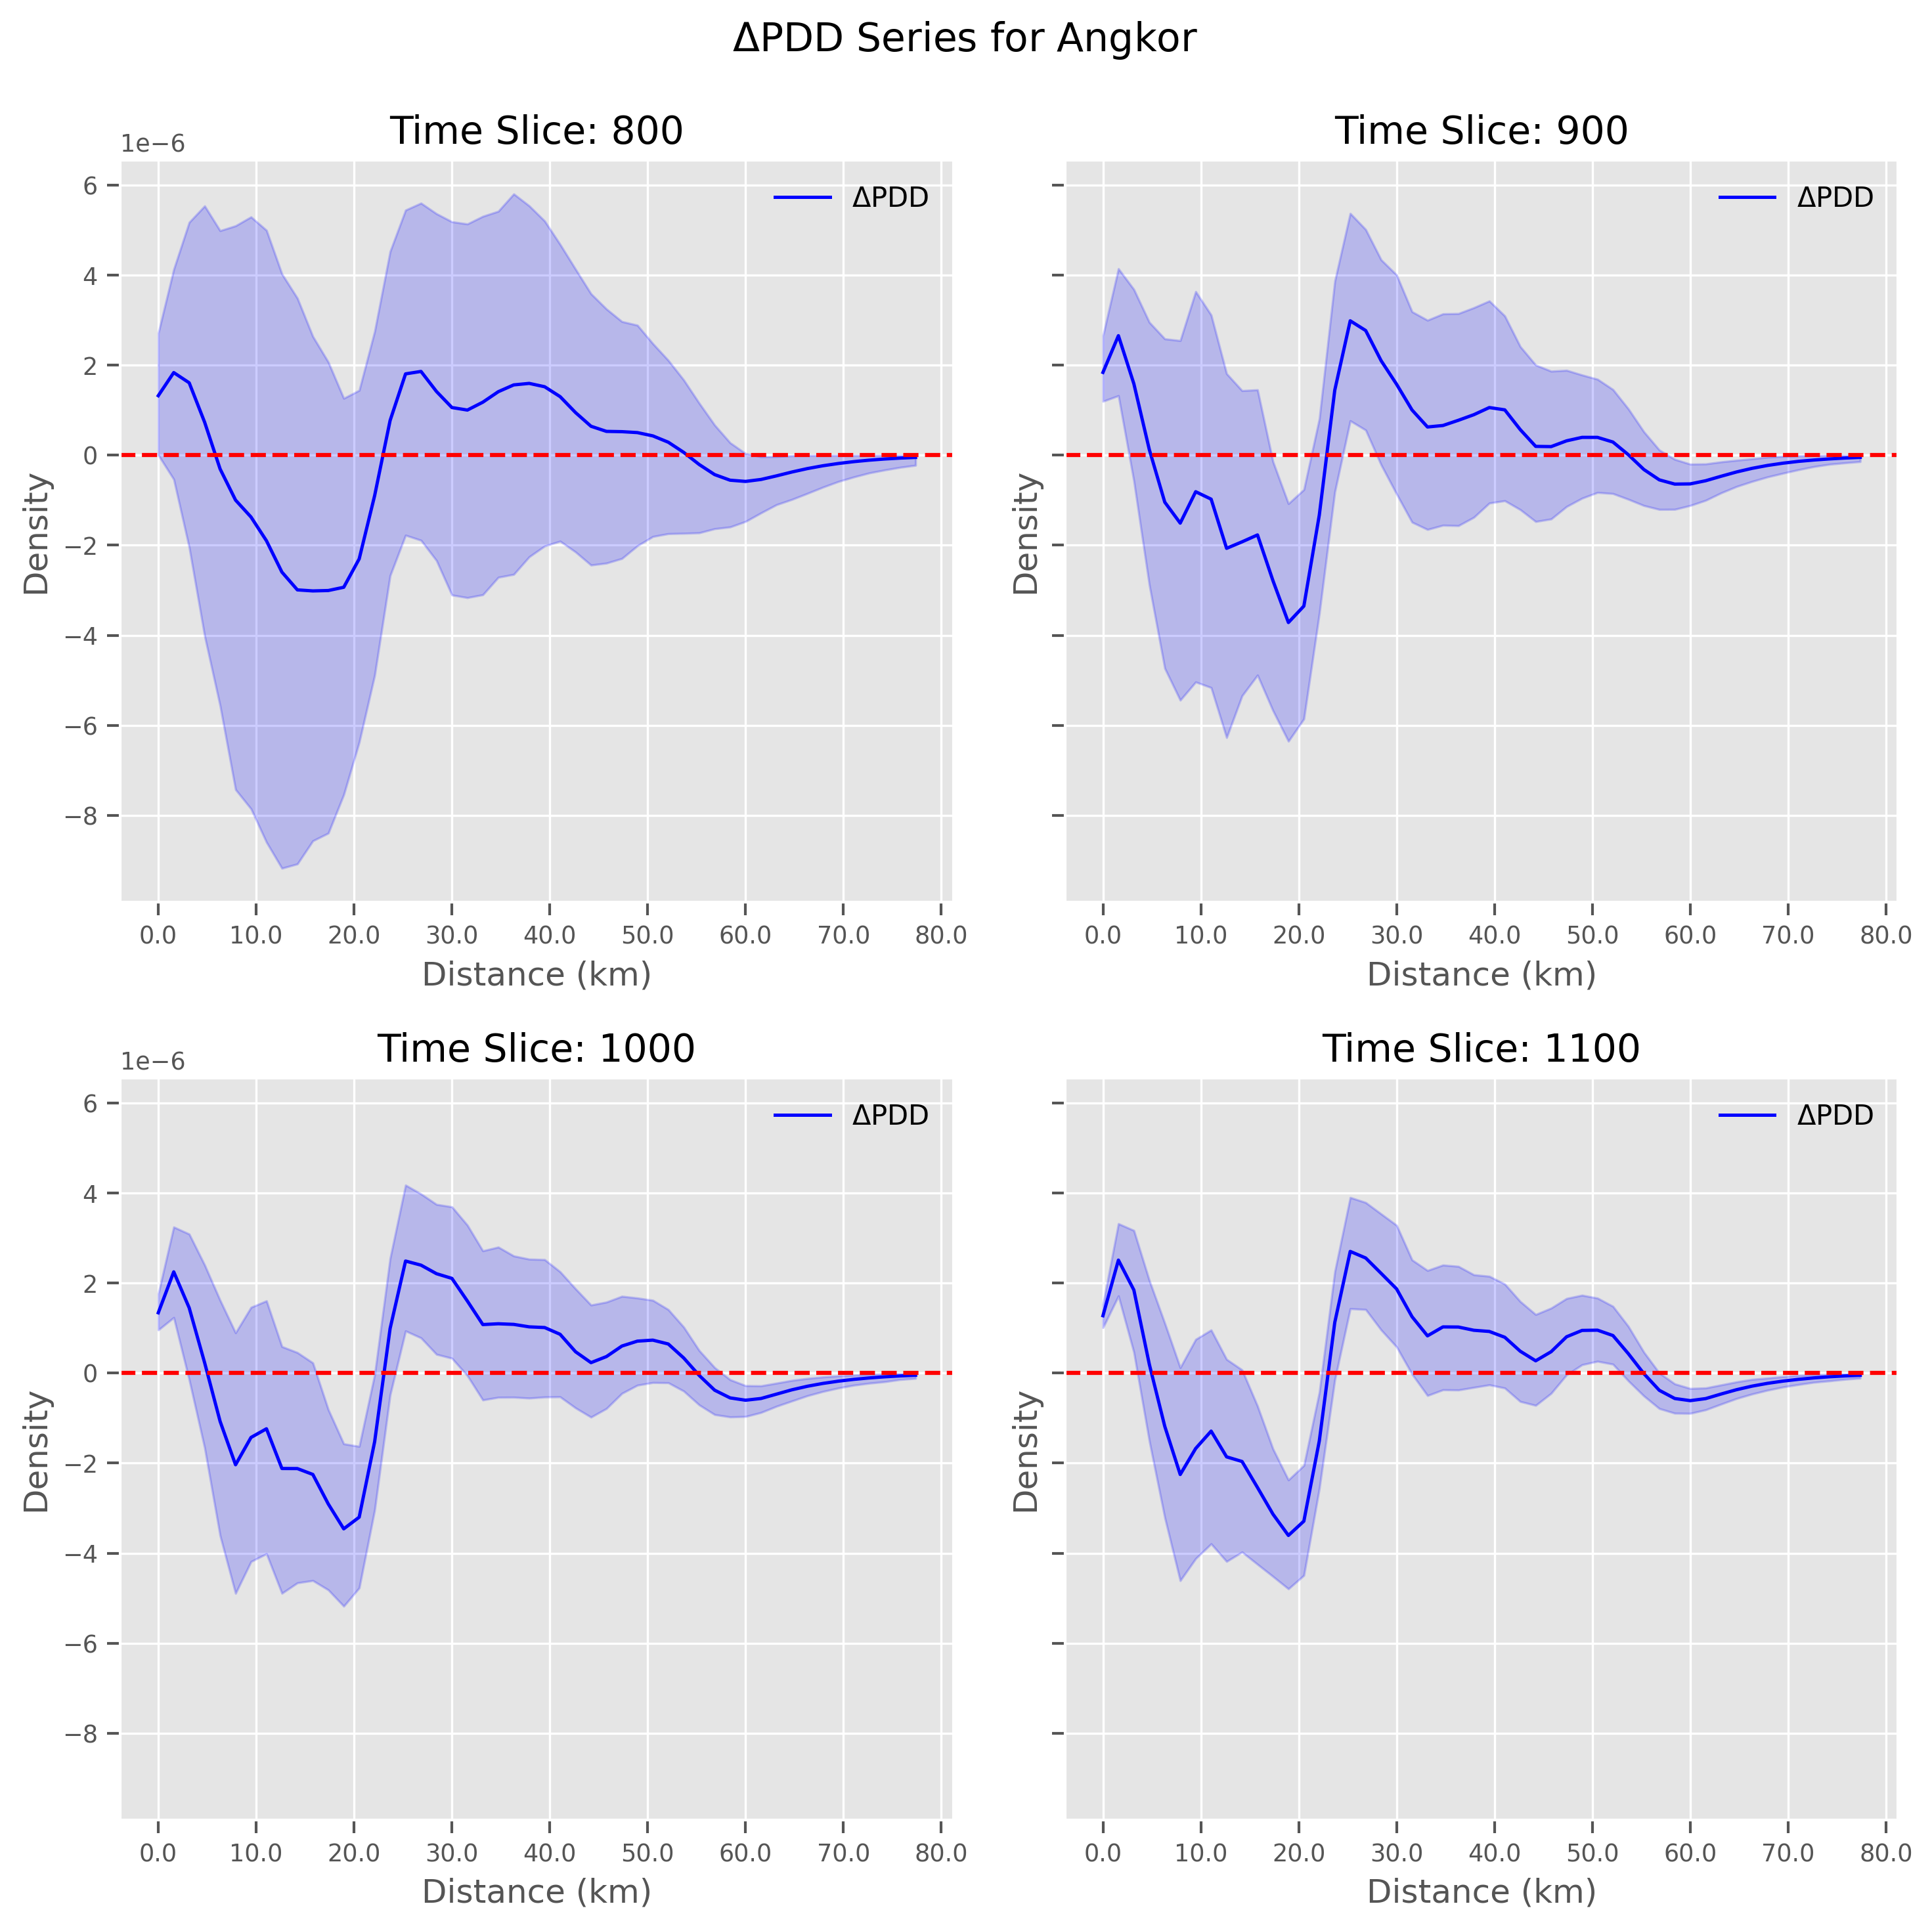 ΔPDD Series for Angkor
Time Slice: 800
1e−6
ΔPDD
6
4
2
0
−2
−4
−6
−8
Density
0.0 10.0 20.0 30.0 40.0 50.0 60.0 70.0 80.0
Distance (km)
Time Slice: 900
ΔPDD
Density
0.0 10.0 20.0 30.0 40.0 50.0 60.0 70.0 80.0
Distance (km)
Time Slice: 1000
1e−6
ΔPDD
6
4
2
0
−2
−4
−6
−8
Density
0.0 10.0 20.0 30.0 40.0 50.0 60.0 70.0 80.0
Distance (km)
Time Slice: 1100
ΔPDD
Density
0.0 10.0 20.0 30.0 40.0 50.0 60.0 70.0 80.0
Distance (km)